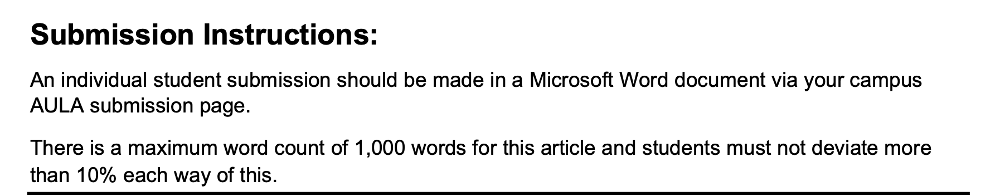 Submission Instructions:
An individual student submission should be made in a Microsoft Word document via your campus
AULA submission page.
There is a maximum word count of 1,000 words for this article and students must not deviate more
than 10% each way of this.